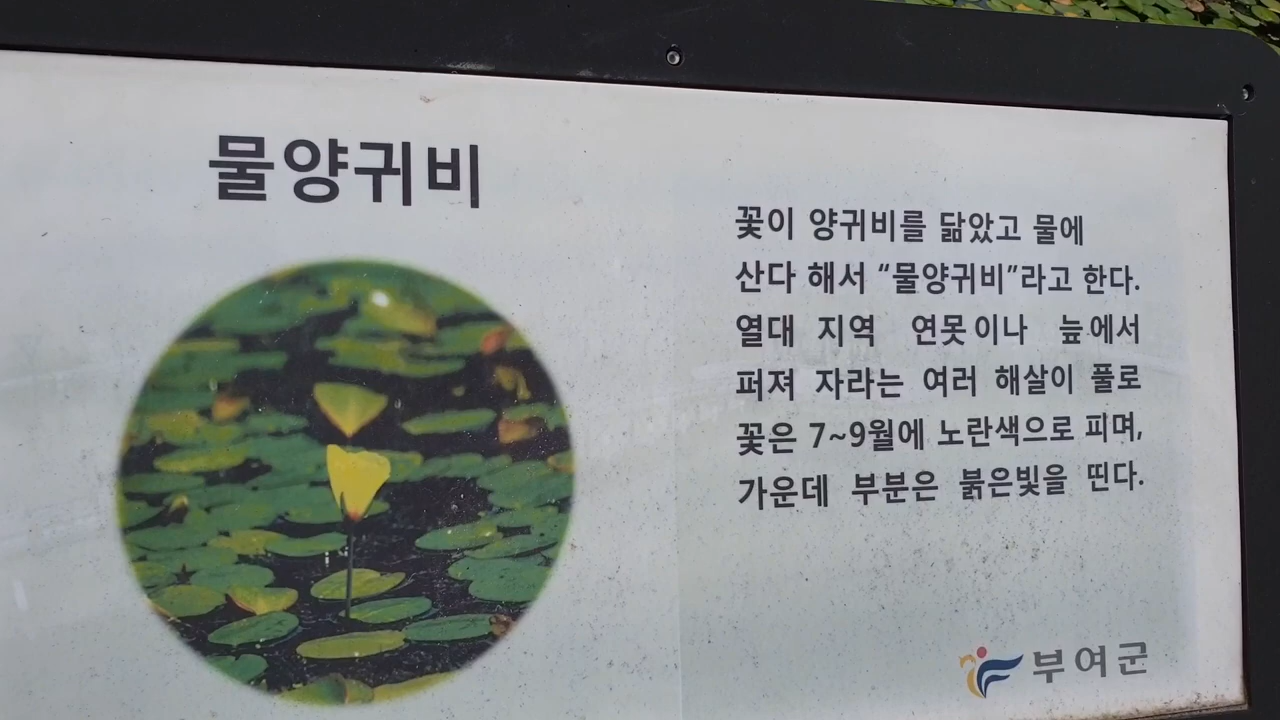 물양귀비
꽃이 양귀비를 닮았고 물에
산다 해서 “물양귀비”라고 한다.
열대 지역 연못이나 늪에서
퍼져 자라는 여러 해살이 풀로
꽃은 7~9월에 노란색으로 피며,
가운데 부분은 붉은빛을 띤다.
부여군